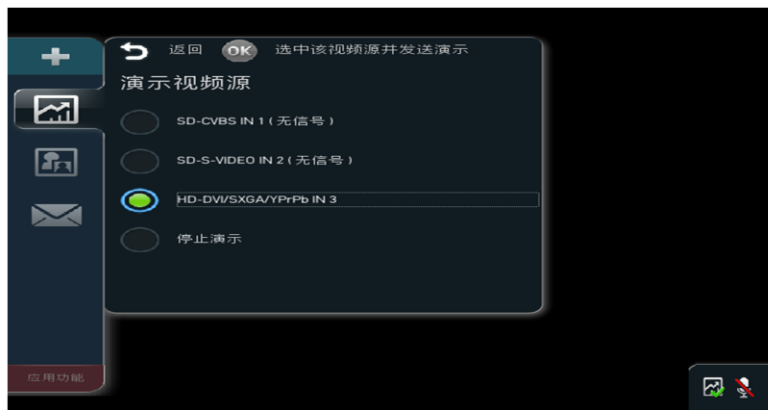 返回 OK 选中该视频源并发送演示
演示视频源
SD-CVBS IN 1 ( 无信号 )
SD-S-VIDEO IN 2 ( 无信号 )
HD-DVI/SXGA/YPrPb IN 3
停止演示
应用功能